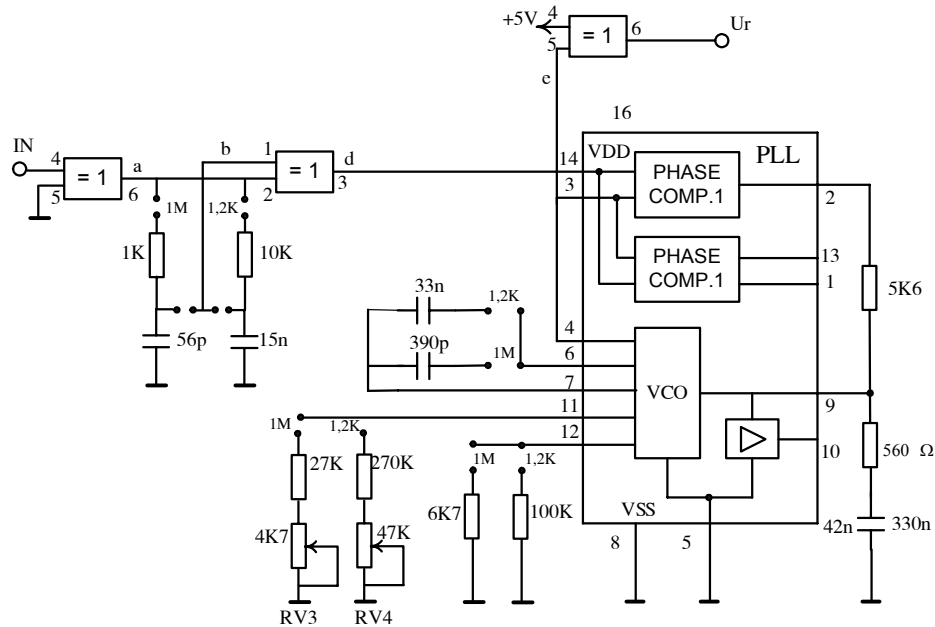 +5V 4 = 1 6 Ur
5
e
16
IN
4 = 1 a b 1 = 1 d 14 VDD PHASE COMP.1 PLL
5 6 2 3 3 2
1M 1,2K
1K 10K
PHASE COMP.1 13
1
5K6
33n 1,2K
56p 15n
390p 1M
4
6
7 VCO 9
11
12 10
1M 1,2K
27K 270K
1M 1,2K
560 Ω
4K7 47K
6K7 100K
VSS
42n 330n
8 5
RV3 RV4